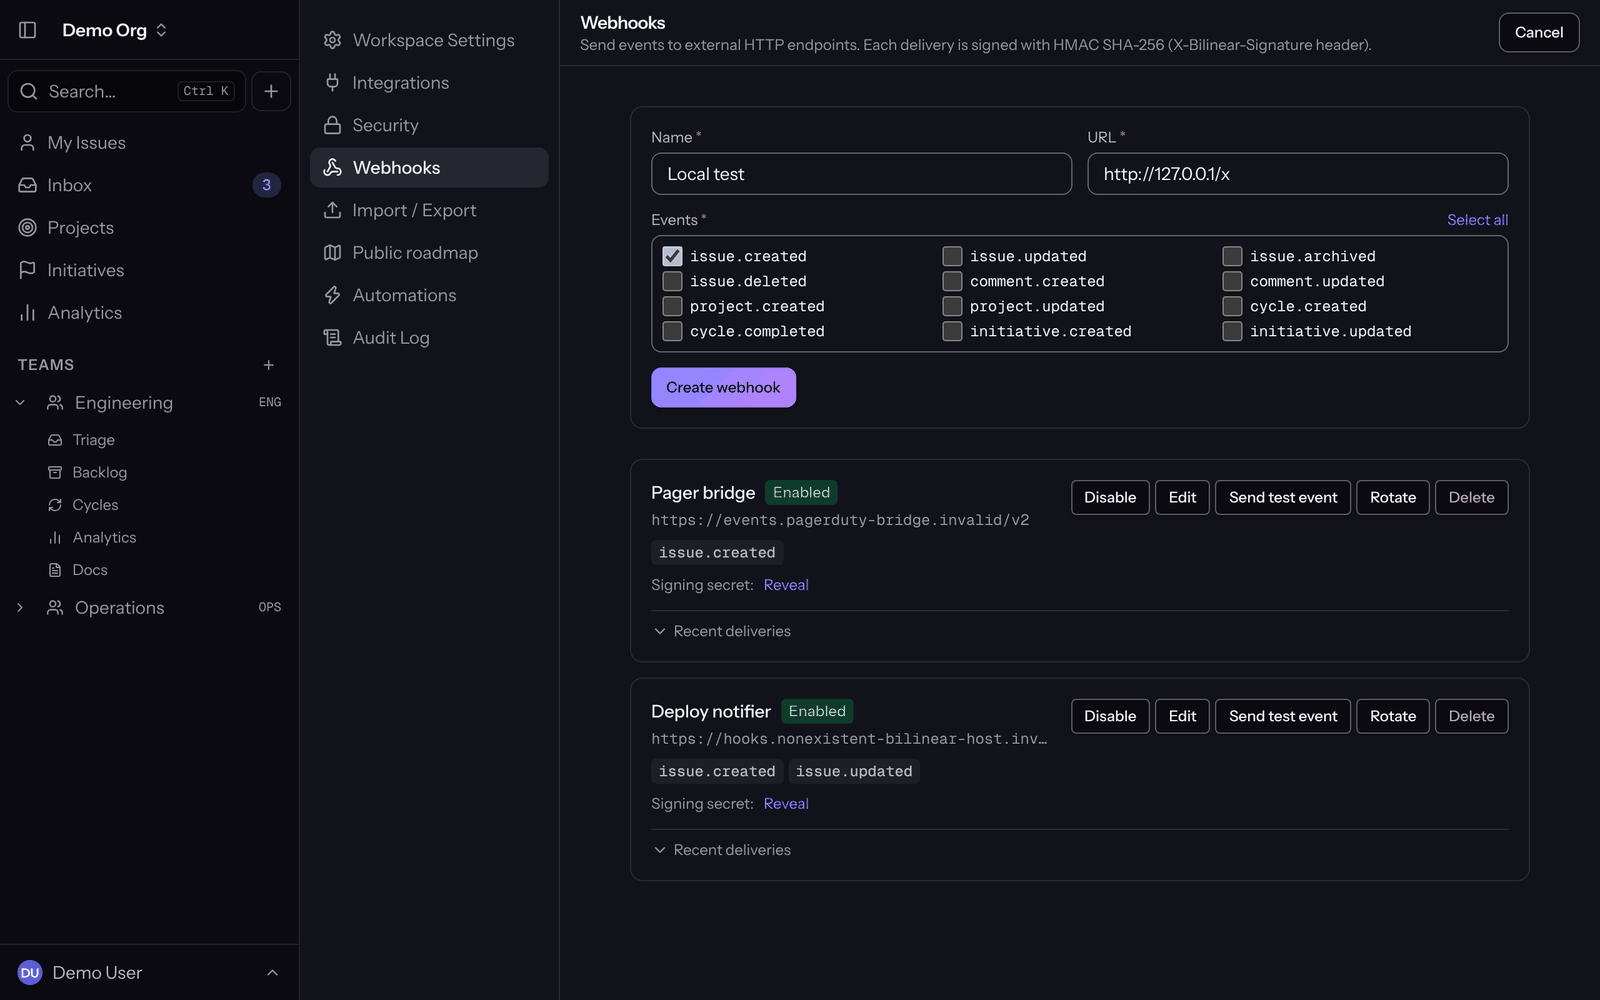 Demo Org
Search...
Ctrl K
My Issues
Inbox
3
Projects
Initiatives
Analytics
TEAMS
Engineering
ENG
Triage
Backlog
Cycles
Analytics
Docs
Operations
OPS
DU
Demo User
Workspace Settings
Integrations
Security
Webhooks
Import / Export
Public roadmap
Automations
Audit Log
Webhooks
Send events to external HTTP endpoints. Each delivery is signed with HMAC SHA-256 (X-Bilinear-Signature header).
Cancel
Name *
Local test
URL *
http://127.0.0.1/x
Events *
Select all
issue.created
issue.updated
issue.archived
issue.deleted
comment.created
comment.updated
project.created
project.updated
cycle.created
cycle.completed
initiative.created
initiative.updated
Create webhook
Pager bridge
Enabled
Disable
Edit
Send test event
Rotate
Delete
https://events.pagerduty-bridge.invalid/v2
issue.created
Signing secret: Reveal
Recent deliveries
Deploy notifier
Enabled
Disable
Edit
Send test event
Rotate
Delete
https://hooks.nonexistent-bilinear-host.inv…
issue.created
issue.updated
Signing secret: Reveal
Recent deliveries